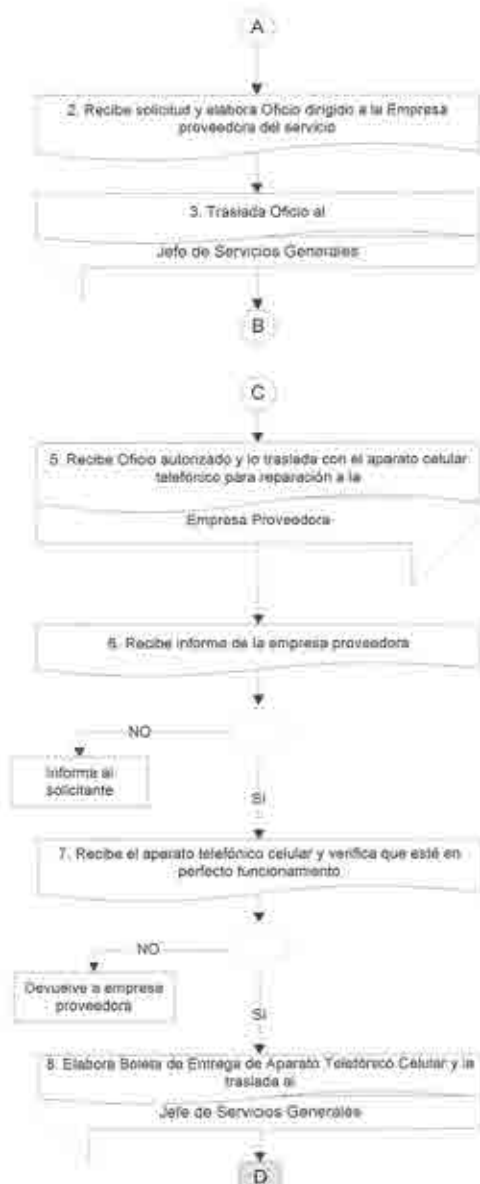 A
2. Recibe solicitud y elabora Oficio dirigido a la Empresa
proveedora del servicio
3. Traslada Oficio al
Jefe de Servicios Generales
B
C
5. Recibe Oficio autorizado y lo traslada con el aparato celular
telefónico para reparación a la
Empresa Proveedora
6. Recibe informe de la empresa proveedora
NO
Informa al
solicitante
SI
7. Recibe el aparato telefónico celular y verifica que esté en
perfecto funcionamiento
NO
Devuelve a empresa
proveedora
SI
8. Elabora Boleta de Entrega de Aparato Telefónico Celular y la
traslada al
Jefe de Servicios Generales
D